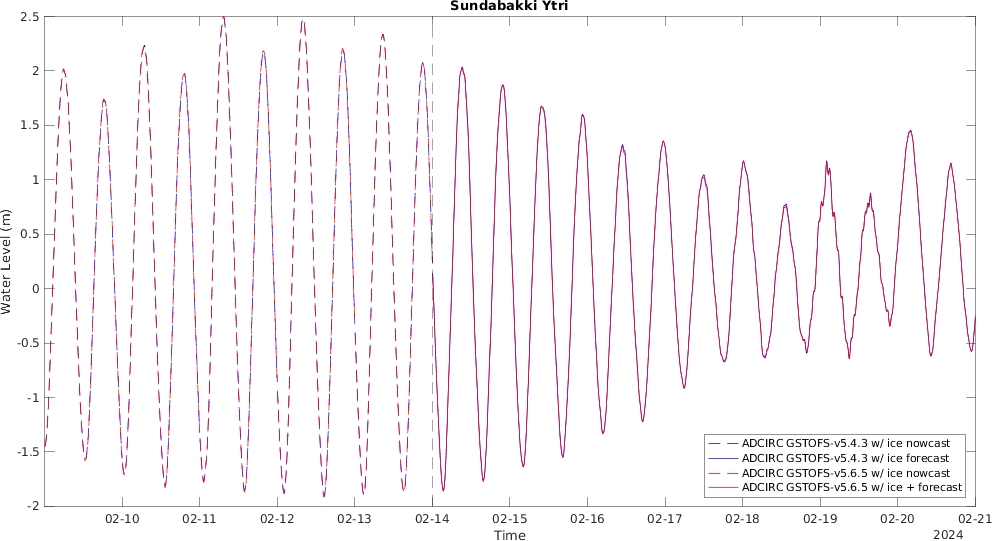 Sundabakki Ytri
2.5
2
1.5
1
0.5
0
-0.5
-1
-1.5
-2
Water Level (m)
ADCIRC GSTOFS-v5.4.3 w/ ice nowcast
ADCIRC GSTOFS-v5.4.3 w/ ice forecast
ADCIRC GSTOFS-v5.6.5 w/ ice nowcast
ADCIRC GSTOFS-v5.6.5 w/ ice + forecast
02-10 02-11 02-12 02-13 02-14 02-15 02-16 02-17 02-18 02-19 02-20 02-21
Time
2024